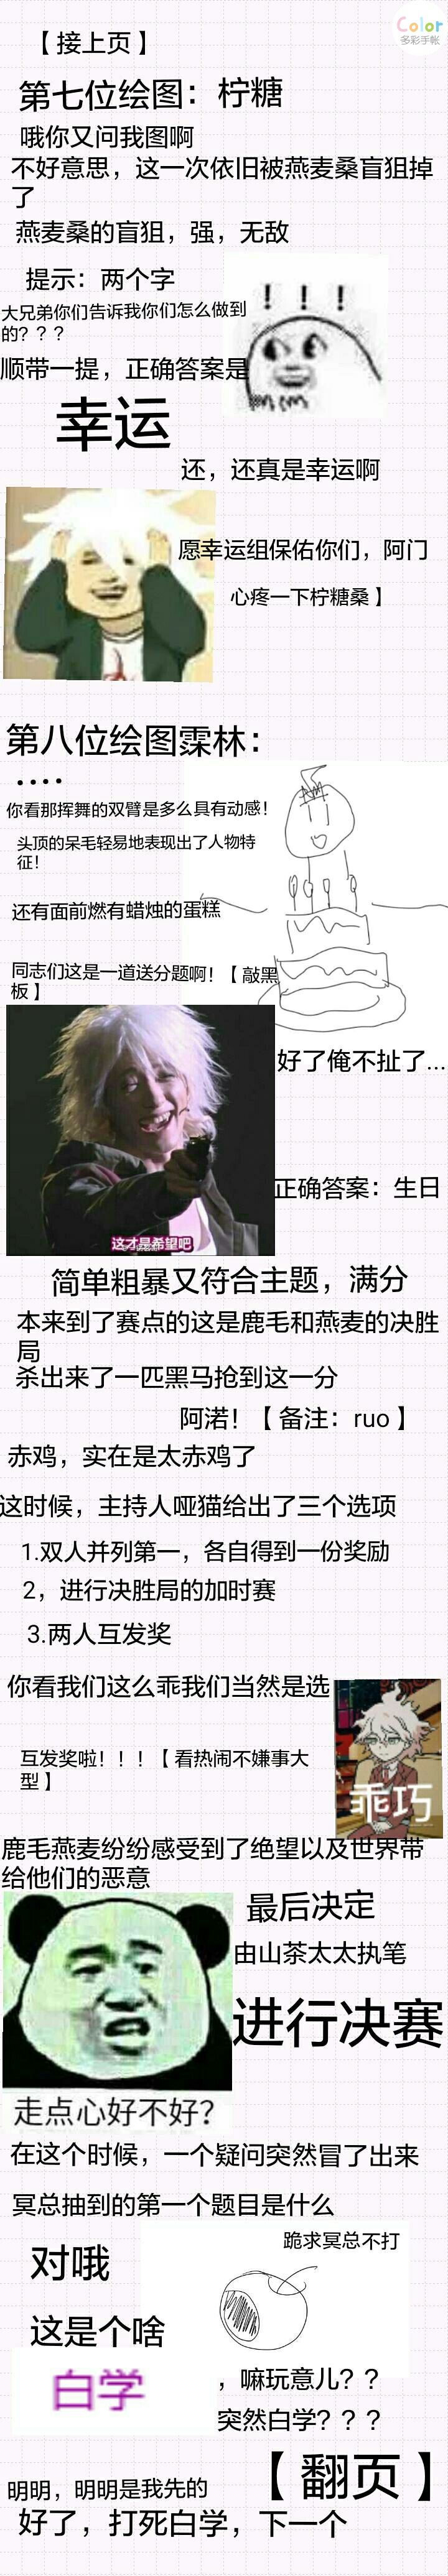 Color
多彩手帐
【接上页】
第七位绘图：柠糖
哦你又问我图啊
不好意思，这一次依旧被燕麦桑盲狙掉
了
燕麦桑的盲狙，强，无敌
提示：两个字
大兄弟你们告诉我你们怎么做到
的？？？
！！！
顺带一提，正确答案是
幸运
还，还真是幸运啊
愿幸运组保佑你们，阿门
心疼一下柠糖桑】
第八位绘图霂林：
....
你看那挥舞的双臂是多么具有动感！
头顶的呆毛轻易地表现出了人物特
征！
还有面前燃有蜡烛的蛋糕
同志们这是一道送分题啊！【敲黑
板】
好了俺不扯了...
这才是希望吧
正确答案：生日
简单粗暴又符合主题，满分
本来到了赛点的这是鹿毛和燕麦的决胜
局
杀出来了一匹黑马抢到这一分
阿渃！【备注：ruo】
赤鸡，实在是太赤鸡了
这时候，主持人哑猫给出了三个选项
1.双人并列第一，各自得到一份奖励
2，进行决胜局的加时赛
3.两人互发奖
你看我们这么乖我们当然是选
互发奖啦！！！【看热闹不嫌事大
型】
乖巧
鹿毛燕麦纷纷感受到了绝望以及世界带
给他们的恶意
最后决定
由山茶太太执笔
进行决赛
走点心好不好？
在这个时候，一个疑问突然冒了出来
冥总抽到的第一个题目是什么
跪求冥总不打
对哦
这是个啥
白学
，嘛玩意儿？？
突然白学？？？
【翻页】
明明，明明是我先的
好了，打死白学，下一个